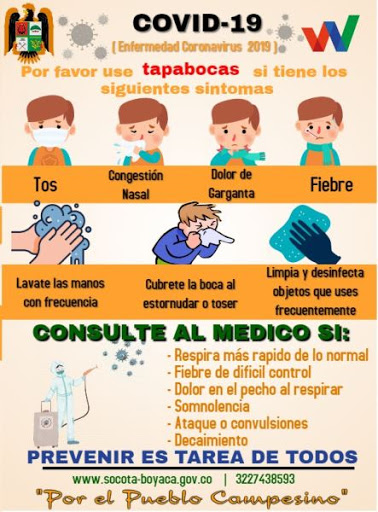 COVID-19
( Enfermedad Coronavirus 2019 )
Por favor use tapabocas si tiene los
siguientes sintomas
Tos
Congestión
Nasal
Dolor de
Garganta
Fiebre
Lavate las manos
con frecuencia
Cubrete la boca al
estornudar o toser
Limpia y desinfecta
objetos que uses
frecuentemente
CONSULTE AL MEDICO SI:
- Respira más rapido de lo normal
- Fiebre de dificil control
- Dolor en el pecho al respirar
- Somnolencia
- Ataque o convulsiones
- Decaimiento
PREVENIR ES TAREA DE TODOS
www.socota-boyaca.gov.co | 3227438593
"Por el Pueblo Campesino"